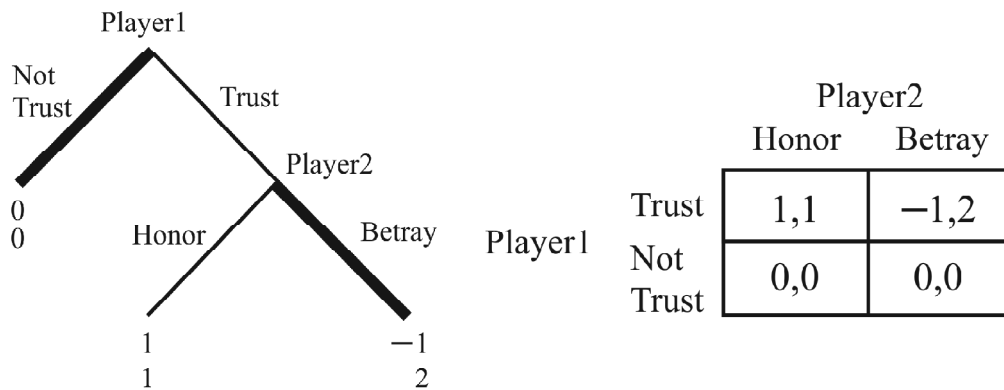 Player1
Not
Trust
Trust
Player2
0
0
Honor
Betray
1
1
−1
2
Player2
Honor Betray
Player1
Trust 1,1 −1,2
Not
Trust 0,0 0,0